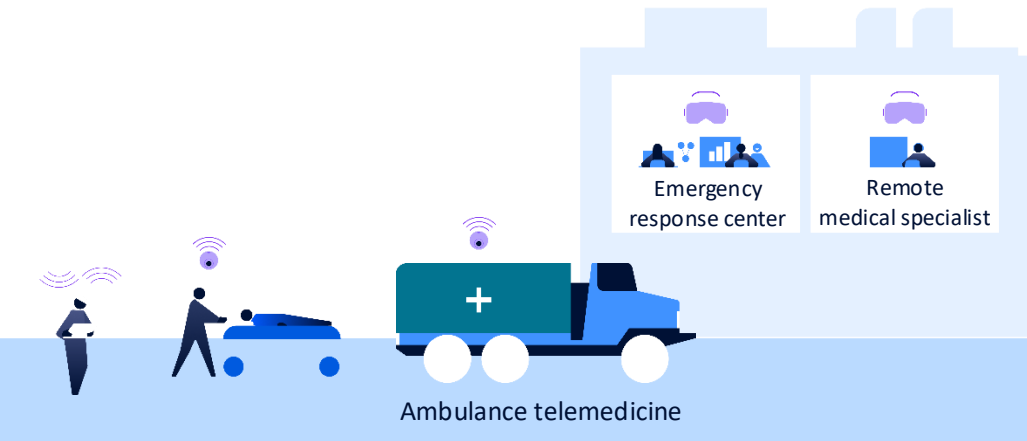 Emergency
response center
Remote
medical specialist
Ambulance telemedicine